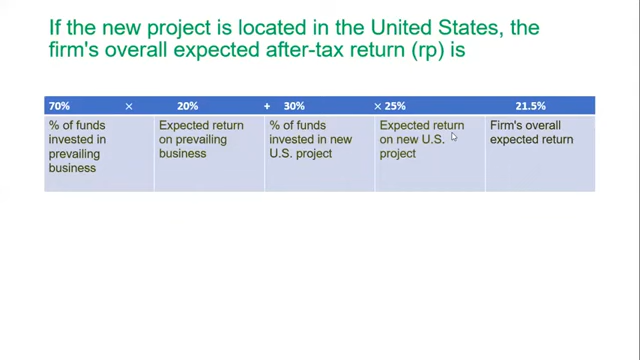 If the new project is located in the United States, the
firm's overall expected after-tax return (rp) is
70% × 20% + 30% × 25% 21.5%
% of funds
invested in
prevailing
business
Expected return
on prevailing
business
% of funds
invested in new
U.S. project
Expected return
on new U.S.
project
Firm's overall
expected return